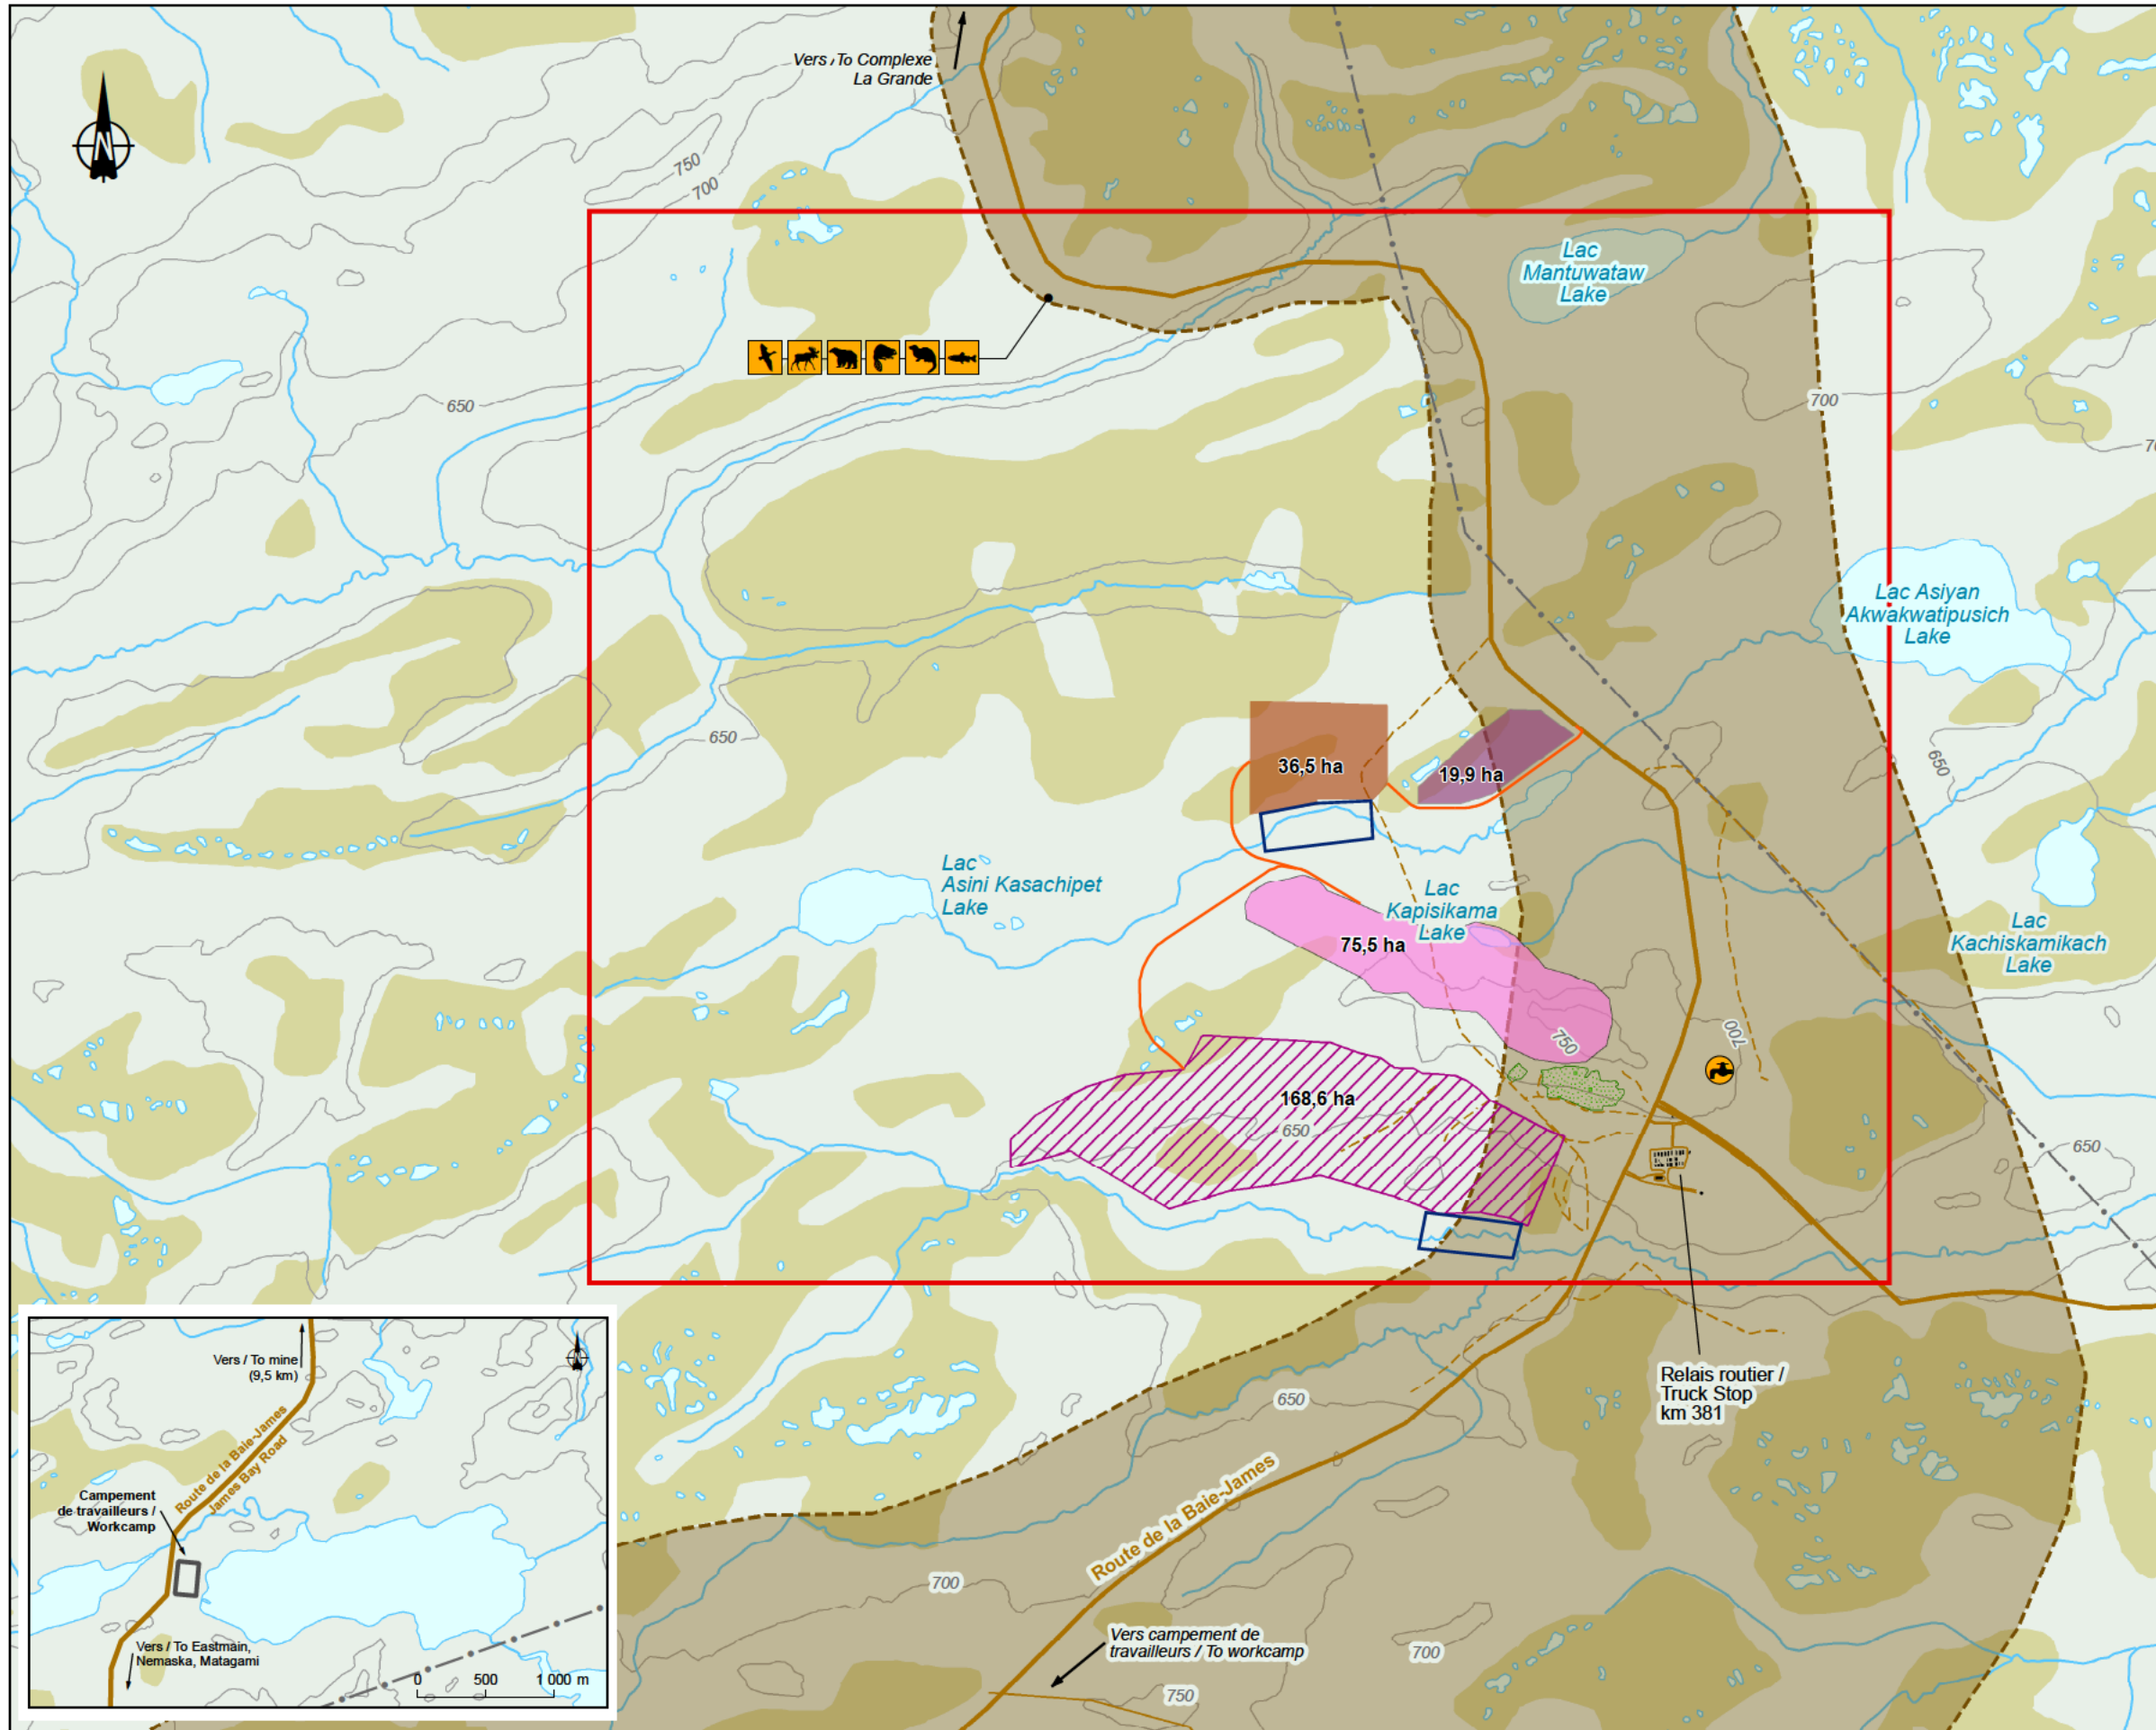 Vers / To Complexe
La Grande
N
750
700
Lac
Mantuwataw
Lake
650
700
Lac Asiyan
Akwakwatipusich
Lake
650
650
36,5 ha
19,9 ha
Lac
Asini Kasachipet
Lake
Lac
Kapisikama
Lake
75,5 ha
Lac
Kachiskamikach
Lake
750
700
168,6 ha
650
650
Relais routier /
Truck Stop
km 381
650
Route de la Baie-James
700
Vers campement de
travailleurs / To workcamp
700
750
Vers / To mine
(9,5 km)
Route de la Baie-James
James Bay Road
Campement
de travailleurs /
Workcamp
Vers / To Eastmain,
Nemaska, Matagami
0 500 1 000 m